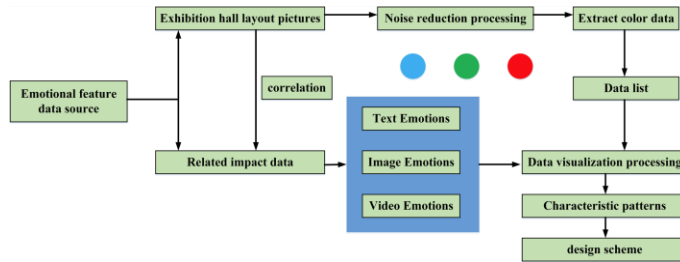 Exhibition hall layout pictures
Noise reduction processing
Extract color data
Emotional feature
data source
correlation
Data list
Text Emotions
Related impact data
Image Emotions
Data visualization processing
Video Emotions
Characteristic patterns
design scheme